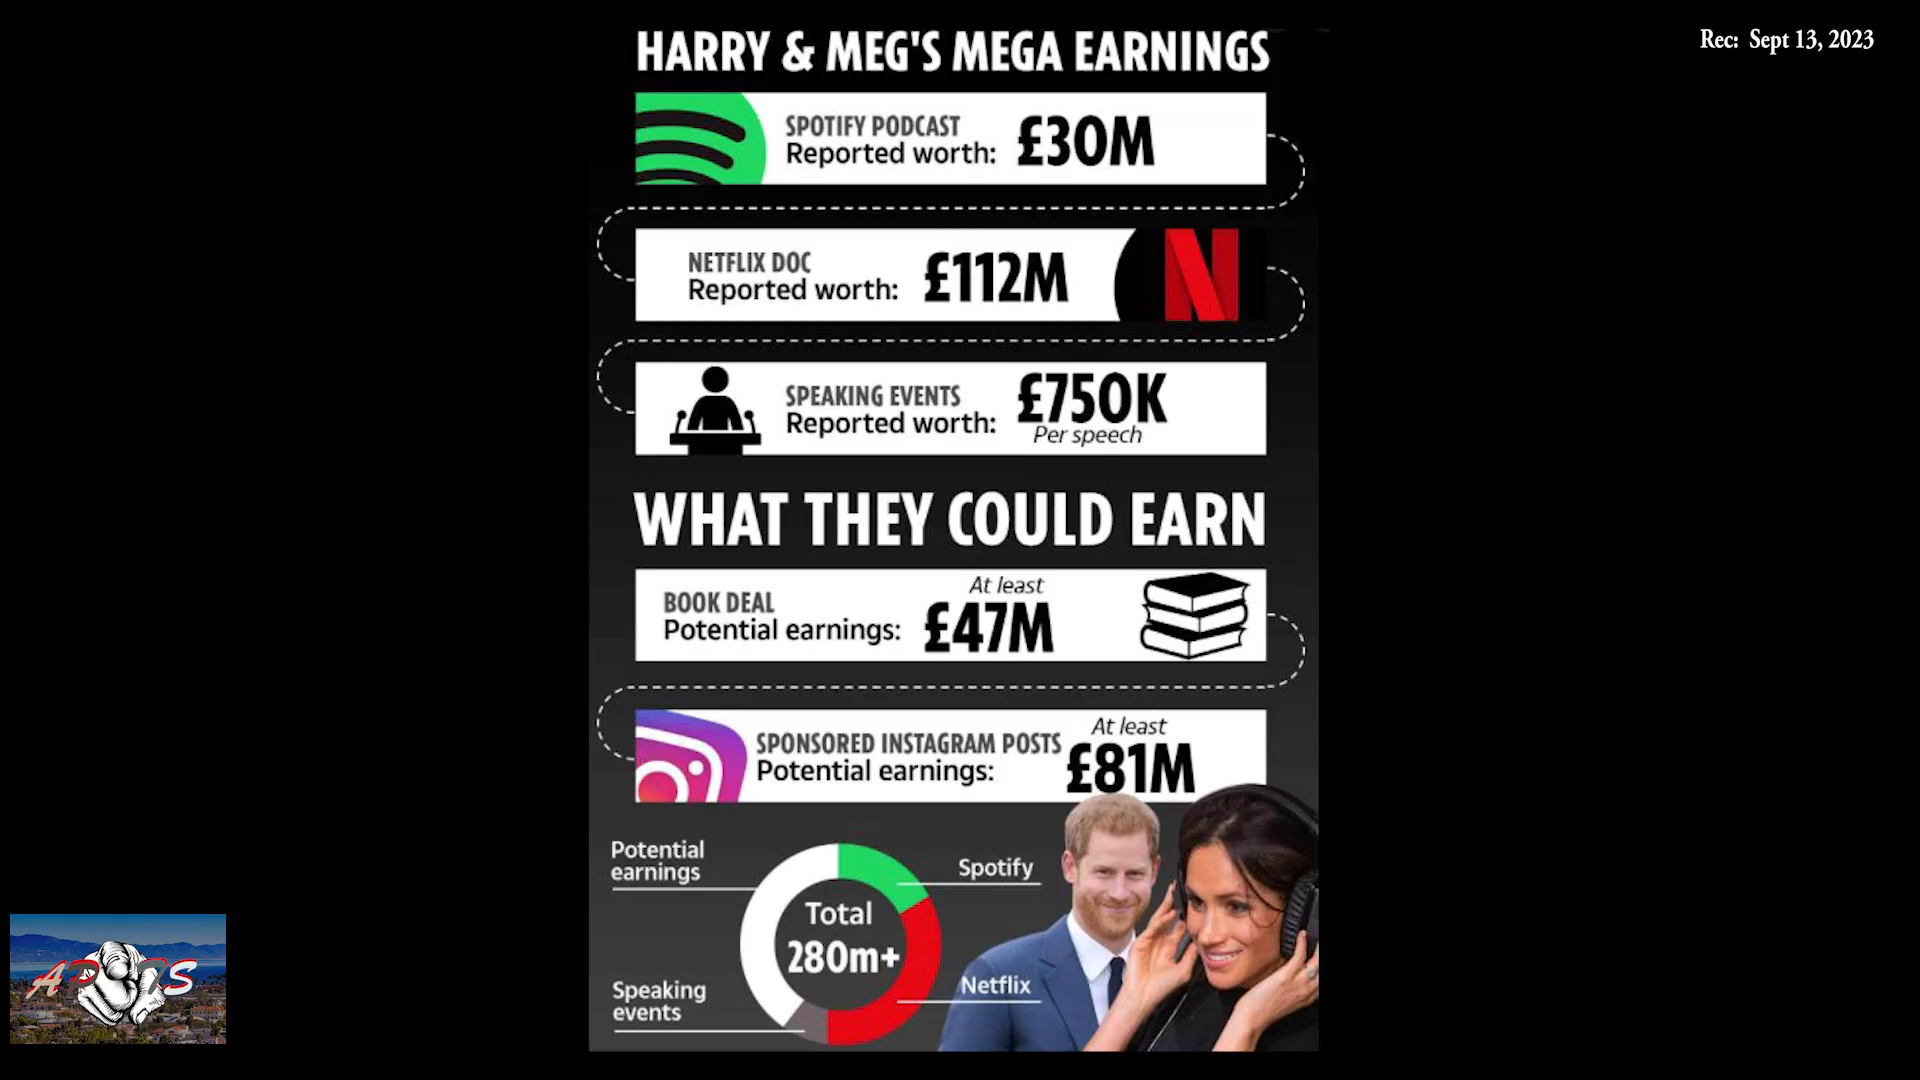 Rec: Sept 13, 2023
HARRY & MEG'S MEGA EARNINGS
SPOTIFY PODCAST
Reported worth: £30M
NETFLIX DOC
Reported worth: £112M
SPEAKING EVENTS
Reported worth: £750K
Per speech
WHAT THEY COULD EARN
BOOK DEAL
Potential earnings:
At least
£47M
SPONSORED INSTAGRAM POSTS
Potential earnings:
At least
£81M
Potential
earnings
Spotify
Total
280m+
Speaking
events
Netflix